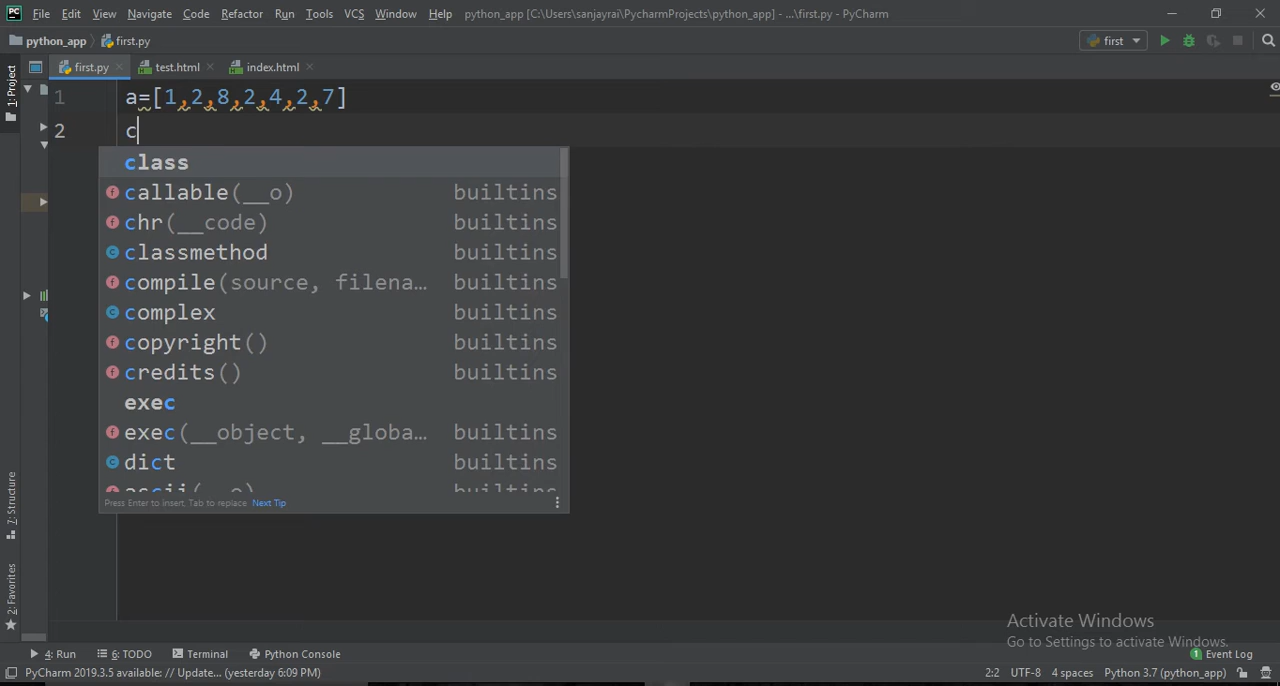 PC File Edit View Navigate Code Refactor Run Tools VCS Window Help python_app [C:\Users\sanjayrai\PycharmProjects\python_app] - ...\first.py - PyCharm
python_app first.py first
first.py test.html index.html
1: Project
1 a=[1,2,8,2,4,2,7]
2 c
class
f callable(__o) builtins
f chr(__code) builtins
c classmethod builtins
f compile(source, filena… builtins
c complex builtins
f copyright() builtins
f credits() builtins
exec
f exec(__object, __globa… builtins
c dict builtins
f ascii(__o) builtins
Press Enter to insert, Tab to replace Next Tip
7: Structure
2: Favorites
Activate Windows
Go to Settings to activate Windows.
4: Run 6: TODO Terminal Python Console 1 Event Log
PyCharm 2019.3.5 available: // Update... (yesterday 6:09 PM) 2:2 UTF-8 4 spaces Python 3.7 (python_app)